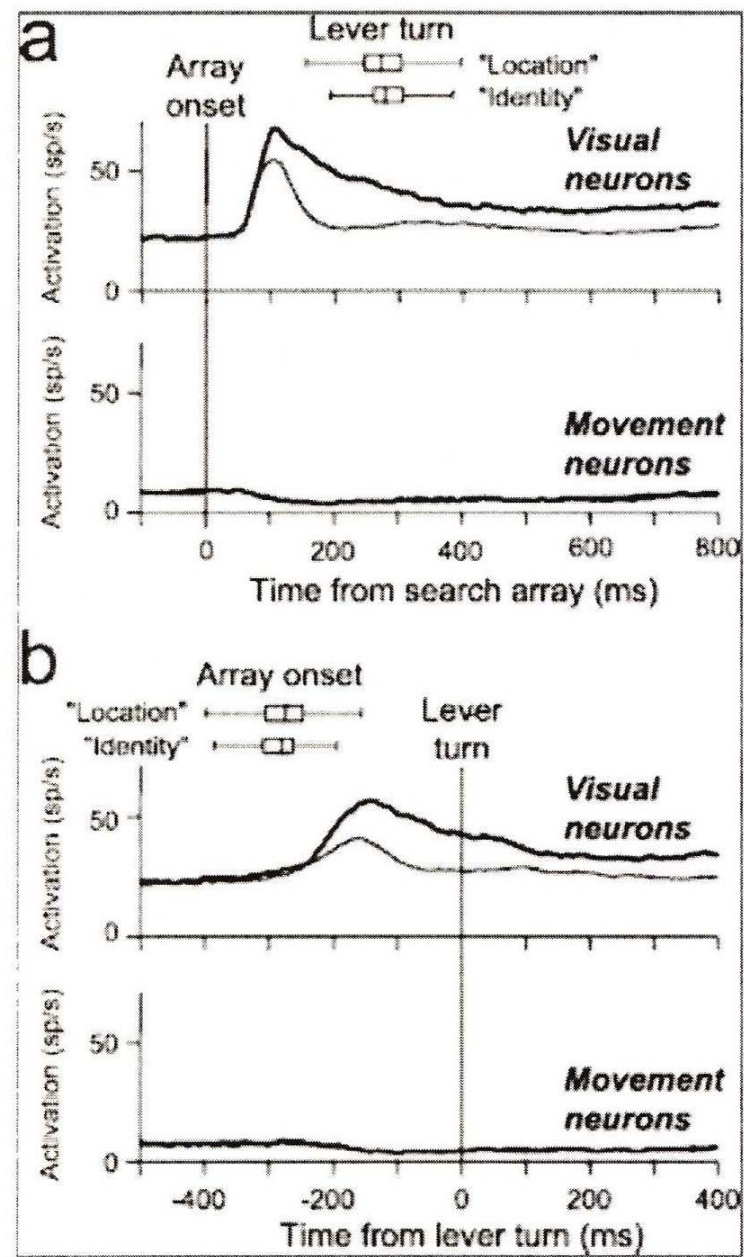 a
Lever turn
"Location"
"Identity"
Array
onset
Visual
neurons
Activation (sp/s)
50
0
Movement
neurons
Activation (sp/s)
50
0
0 200 400 600 800
Time from search array (ms)
b
Array onset
"Location"
"Identity"
Lever
turn
Visual
neurons
Activation (sp/s)
50
0
Movement
neurons
Activation (sp/s)
50
0
-400 -200 0 200 400
Time from lever turn (ms)